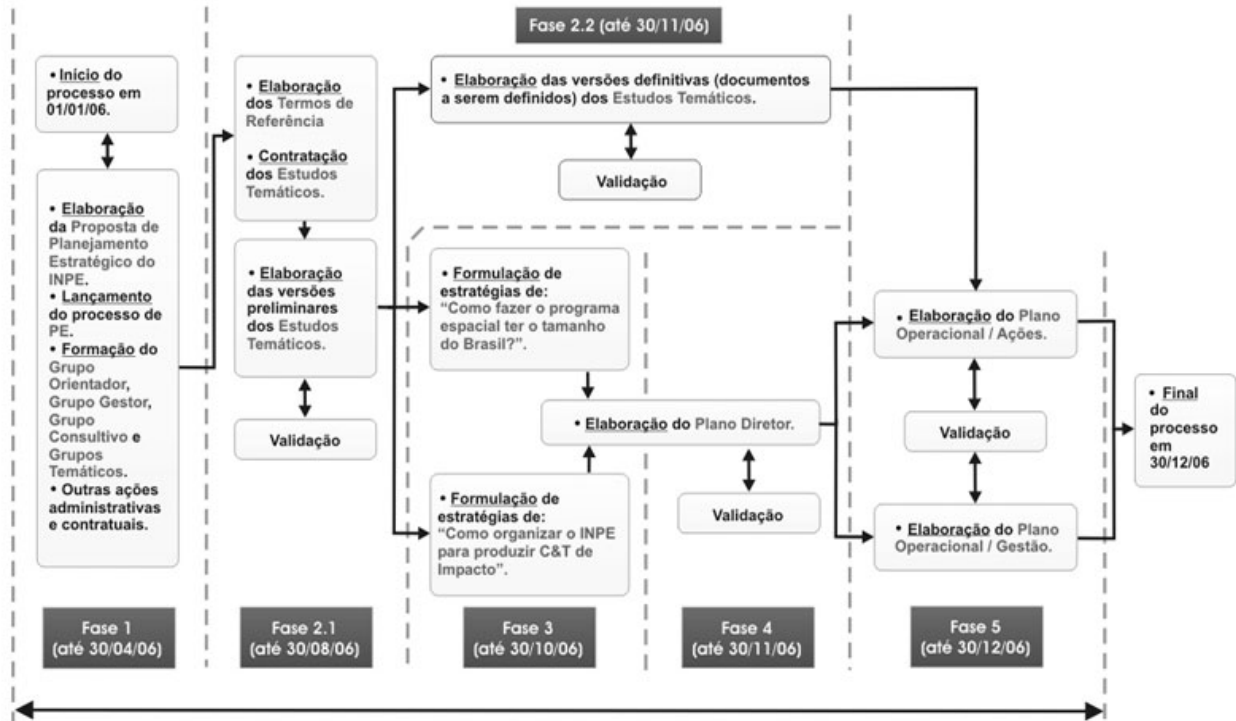 Fase 2.2 (até 30/11/06)
• Início do
processo em
01/01/06.
• Elaboração
da Proposta de
Planejamento
Estratégico do
INPE.
• Lançamento
do processo de
PE.
• Formação do
Grupo
Orientador,
Grupo Gestor,
Grupo
Consultivo e
Grupos
Temáticos.
• Outras ações
administrativas
e contratuais.
Fase 1
(até 30/04/06)
• Elaboração
dos Termos de
Referência
• Contratação
dos Estudos
Temáticos.
• Elaboração
das versões
preliminares
dos Estudos
Temáticos.
Validação
Fase 2.1
(até 30/08/06)
• Elaboração das versões definitivas (documentos
a serem definidos) dos Estudos Temáticos.
Validação
• Formulação de
estratégias de:
“Como fazer o programa
espacial ter o tamanho
do Brasil?”.
• Elaboração do Plano Diretor.
• Formulação de
estratégias de:
“Como organizar o INPE
para produzir C&T de
Impacto”.
Validação
Fase 3
(até 30/10/06)
Fase 4
(até 30/11/06)
• Elaboração do Plano
Operacional / Ações.
Validação
• Elaboração do Plano
Operacional / Gestão.
Fase 5
(até 30/12/06)
• Final
do
processo
em
30/12/06